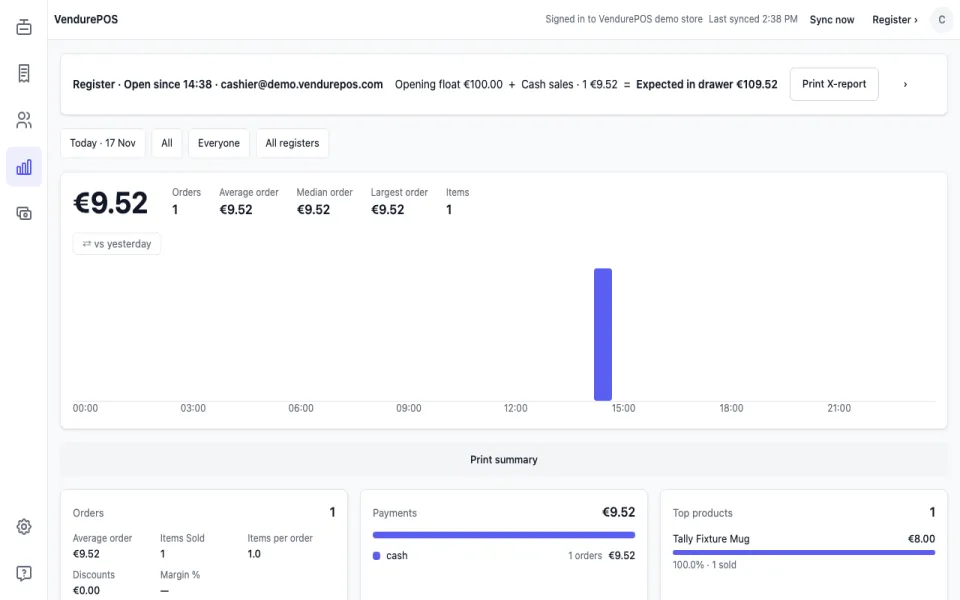 VendurePOS
Signed in to VendurePOS demo store Last synced 2:38 PM Sync now Register › C
Register · Open since 14:38 · cashier@demo.vendurepos.com Opening float €100.00 + Cash sales · 1 €9.52 = Expected in drawer €109.52 Print X-report ›
Today · 17 Nov All Everyone All registers
€9.52
Orders Average order Median order Largest order Items
1 €9.52 €9.52 €9.52 1
⇄ vs yesterday
00:00 03:00 06:00 09:00 12:00 15:00 18:00 21:00
Print summary
Orders 1
Average order Items Sold Items per order
€9.52 1 1.0
Discounts Margin %
€0.00 —
Payments €9.52
cash 1 orders €9.52
Top products 1
Tally Fixture Mug €8.00
100.0% · 1 sold